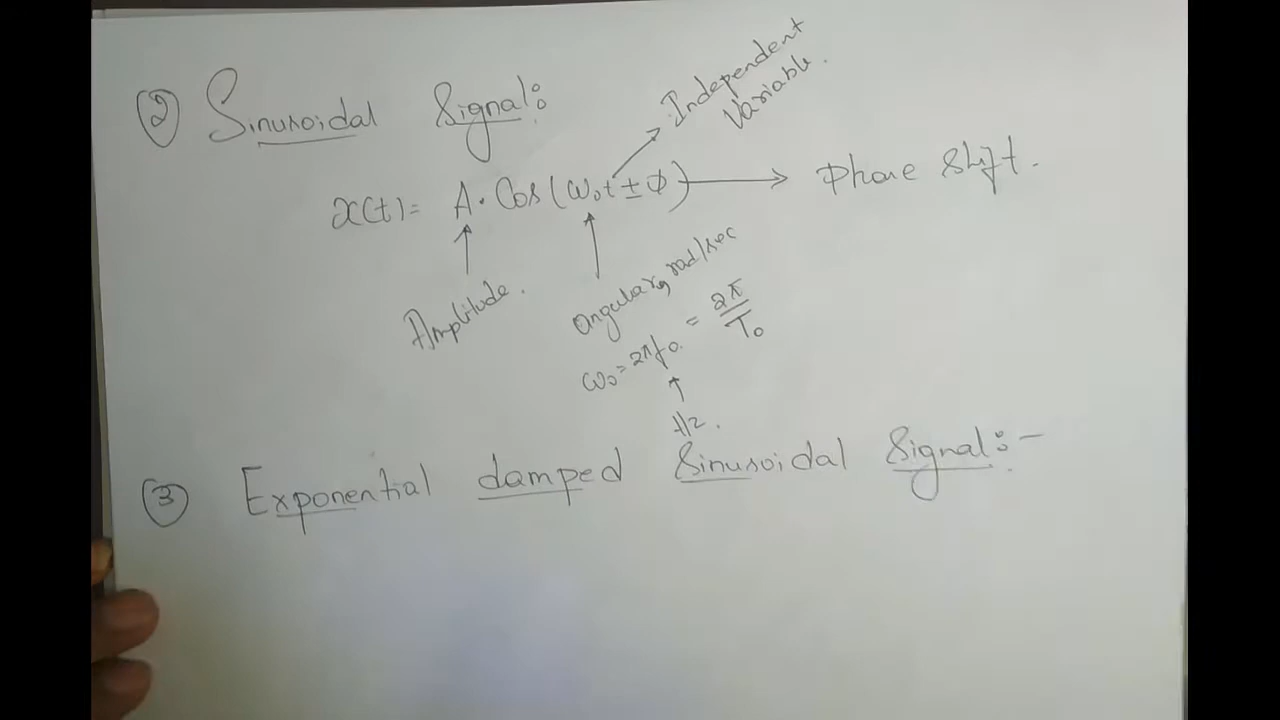 ② Sinusoidal Signal:
Independent
Variable.
x(t) = A. Cos (ω₀t ± φ) → Phase Shift.
Amplitude.
angular, rad/sec
ω₀ = 2πf₀ = 2π/T₀
Hz.
③ Exponential damped Sinusoidal Signal:-